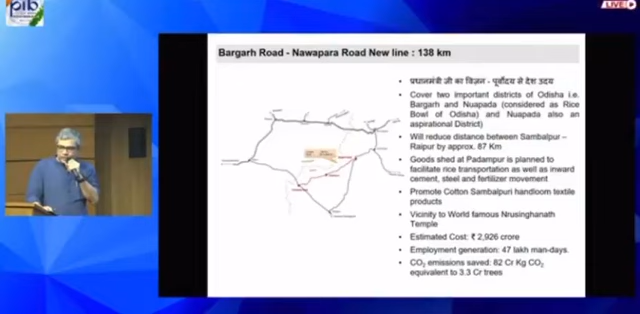 pib
LIVE
Bargarh Road - Nawapara Road New line : 138 km
• प्रधानमंत्री जी का विज़न - पूर्वोदय से देश उदय
• Cover two important districts of Odisha i.e.
Bargarh and Nuapada (considered as Rice
Bowl of Odisha) and Nuapada also an
aspirational District)
• Will reduce distance between Sambalpur –
Raipur by approx. 87 Km
• Goods shed at Padampur is planned to
facilitate rice transportation as well as inward
cement, steel and fertilizer movement
• Promote Cotton Sambalpuri handloom textile
products
• Vicinity to World famous Nrusinghanath
Temple
• Estimated Cost: ₹ 2,926 crore
• Employment generation: 47 lakh man-days.
• CO₂ emissions saved: 82 Cr Kg CO₂
equivalent to 3.3 Cr trees